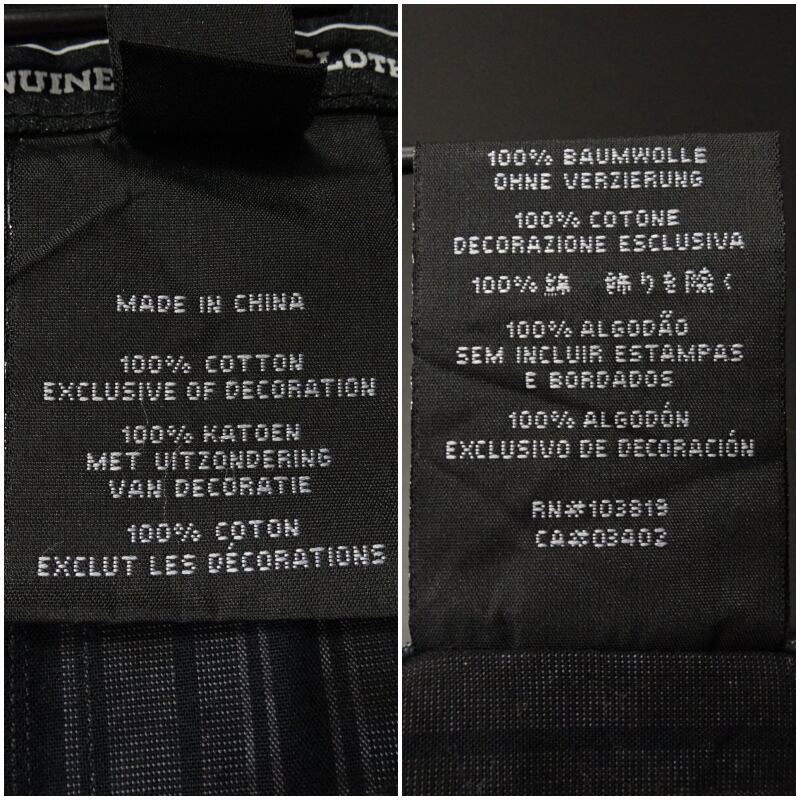 NUINE CLOTH
MADE IN CHINA
100% COTTON
EXCLUSIVE OF DECORATION
100% KATOEN
MET UITZONDERING
VAN DECORATIE
100% COTON
EXCLUT LES DÉCORATIONS
100% BAUMWOLLE
OHNE VERZIERUNG
100% COTONE
DECORAZIONE ESCLUSIVA
100% 綿 飾りを除く
100% ALGODÃO
SEM INCLUIR ESTAMPAS
E BORDADOS
100% ALGODÓN
EXCLUSIVO DE DECORACIÓN
RN#103819
CA#03402